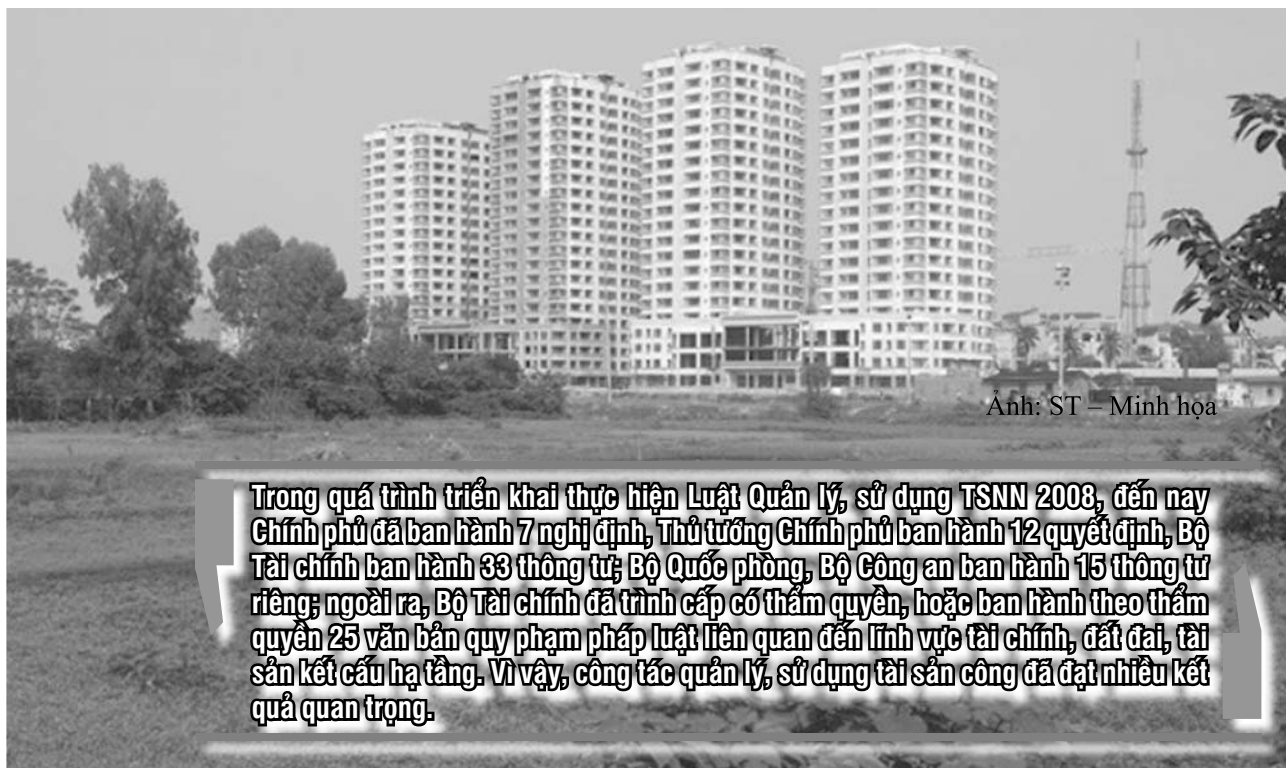 Ảnh: ST – Minh họa
Trong quá trình triển khai thực hiện Luật Quản lý, sử dụng TSNN 2008, đến nay
Chính phủ đã ban hành 7 nghị định, Thủ tướng Chính phủ ban hành 12 quyết định, Bộ
Tài chính ban hành 33 thông tư; Bộ Quốc phòng, Bộ Công an ban hành 15 thông tư
riêng; ngoài ra, Bộ Tài chính đã trình cấp có thẩm quyền, hoặc ban hành theo thẩm
quyền 25 văn bản quy phạm pháp luật liên quan đến lĩnh vực tài chính, đất đai, tài
sản kết cấu hạ tầng. Vì vậy, công tác quản lý, sử dụng tài sản công đã đạt nhiều kết
quả quan trọng.